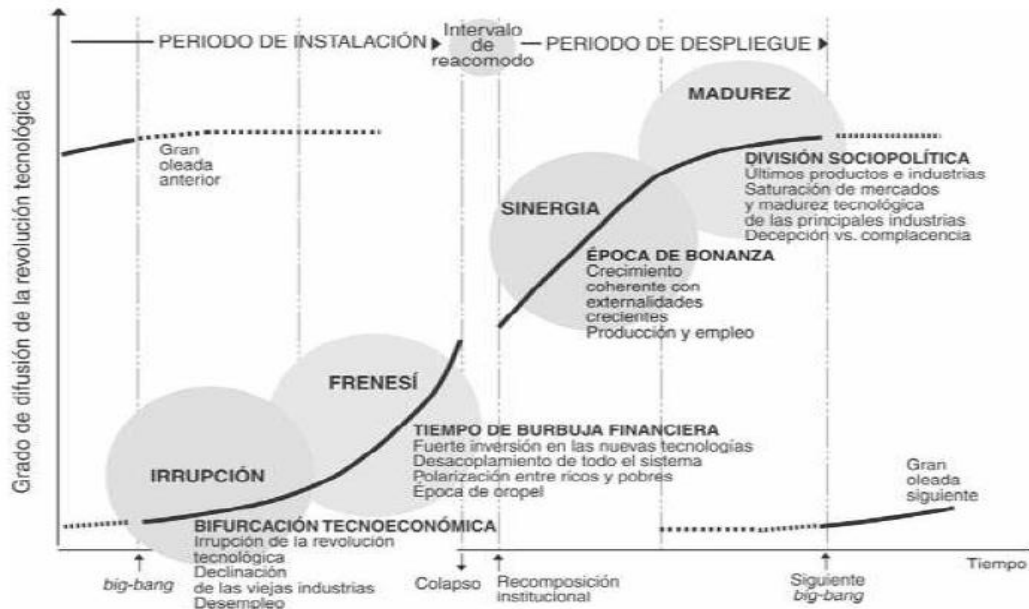 PERIODO DE INSTALACIÓN
Intervalo
de
reacomodo
PERIODO DE DESPLIEGUE
Grado de difusión de la revolución tecnológica
Gran
oleada
anterior
MADUREZ
DIVISIÓN SOCIOPOLÍTICA
Últimos productos e industrias
Saturación de mercados
y madurez tecnológica
de las principales industrias
Decepción vs. complacencia
SINERGIA
ÉPOCA DE BONANZA
Crecimiento
coherente con
externalidades
crecientes
Producción y empleo
FRENESÍ
TIEMPO DE BURBUJA FINANCIERA
Fuerte inversión en las nuevas tecnologías
Desacoplamiento de todo el sistema
Polarización entre ricos y pobres
Época de oropel
IRRUPCIÓN
BIFURCACIÓN TECNOECONÓMICA
Irrupción de la revolución
tecnológica
Declinación
de las viejas industrias
Desempleo
Gran
oleada
siguiente
big-bang
Colapso
Recomposición
institucional
Siguiente
big-bang
Tiempo